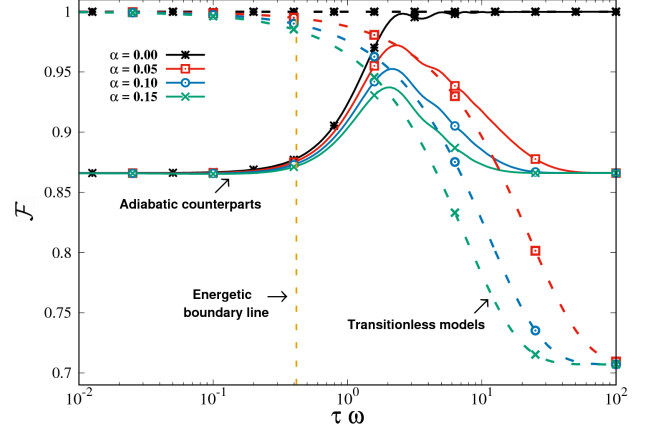 1
0.95
0.9
0.85
0.8
0.75
0.7
ℱ
α = 0.00
α = 0.05
α = 0.10
α = 0.15
Adiabatic counterparts
Energetic
boundary line
Transitionless models
10⁻² 10⁻¹ 10⁰ 10¹ 10²
τ ω